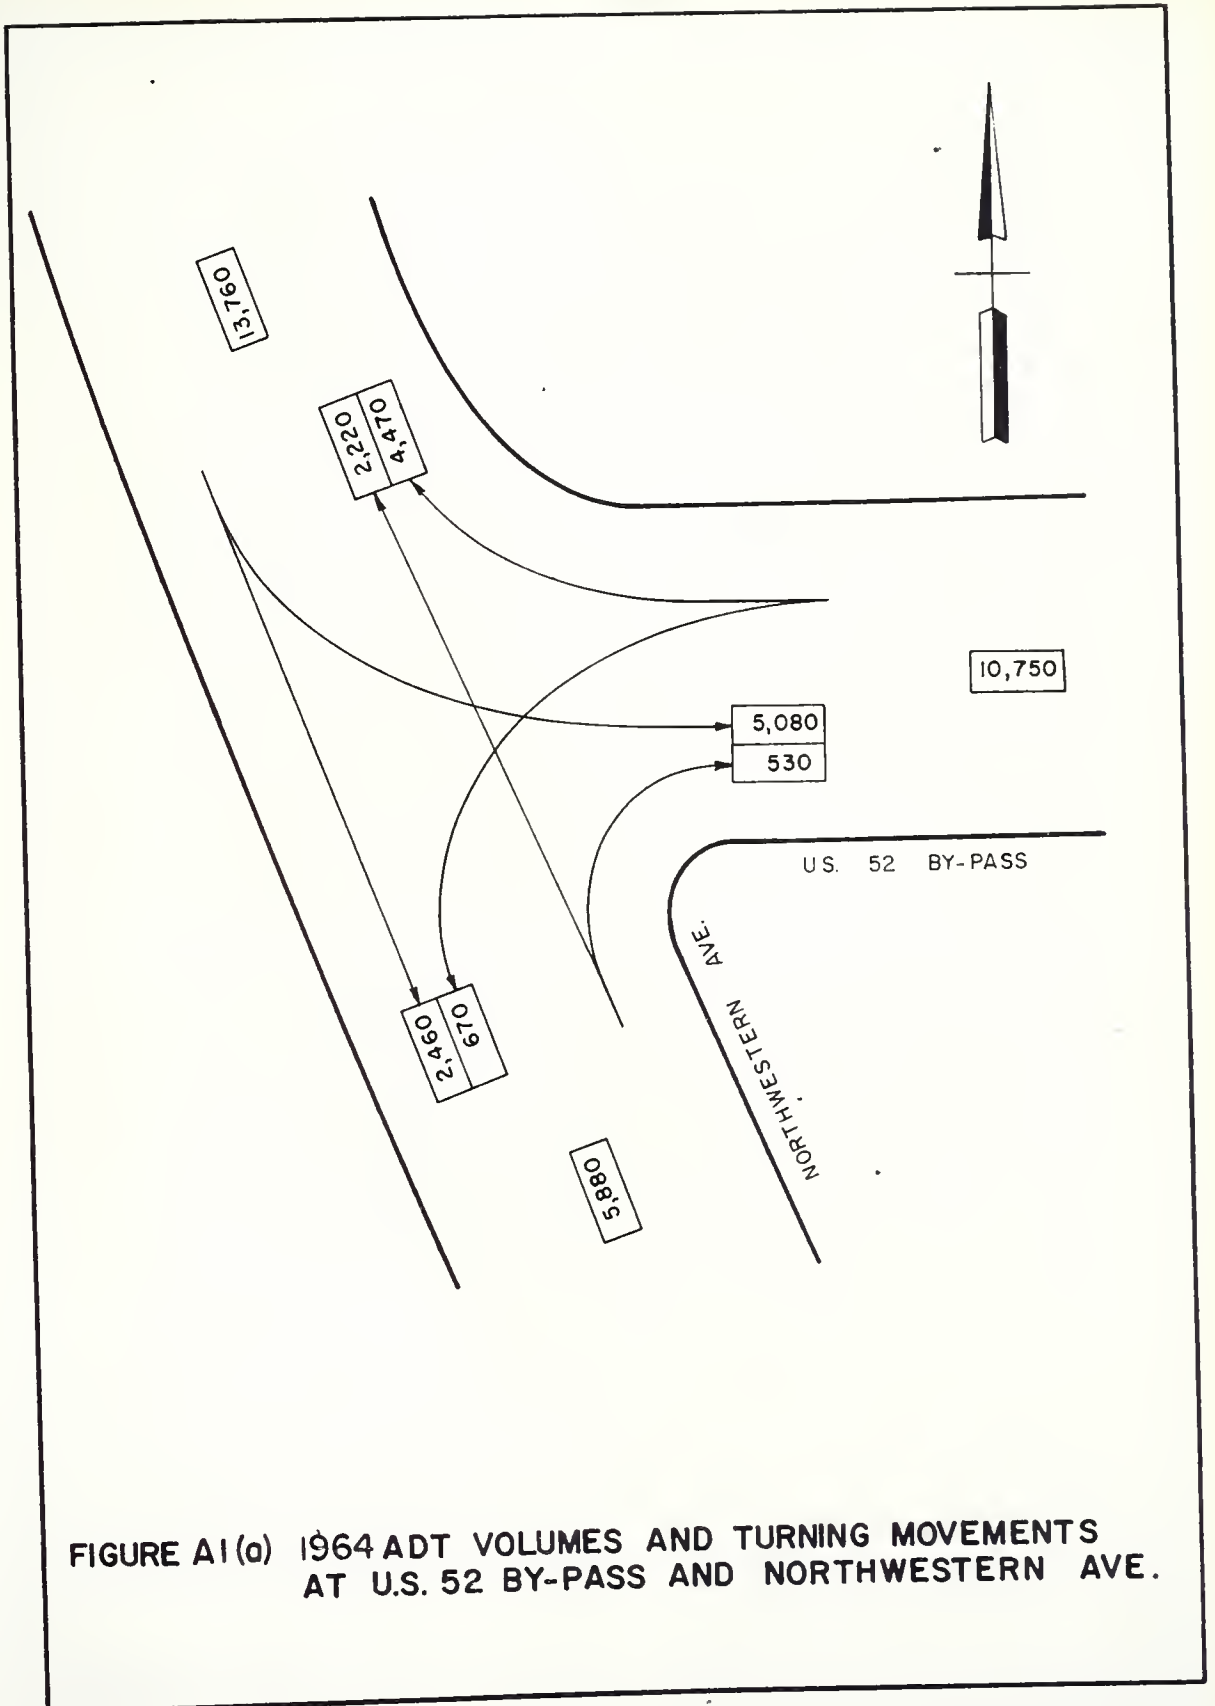 13,760
2,220
4,470
10,750
5,080
530
U.S. 52 BY-PASS
NORTHWESTERN AVE.
2,460
670
5,880
FIGURE A1(a) 1964 ADT VOLUMES AND TURNING MOVEMENTS
AT U.S. 52 BY-PASS AND NORTHWESTERN AVE.